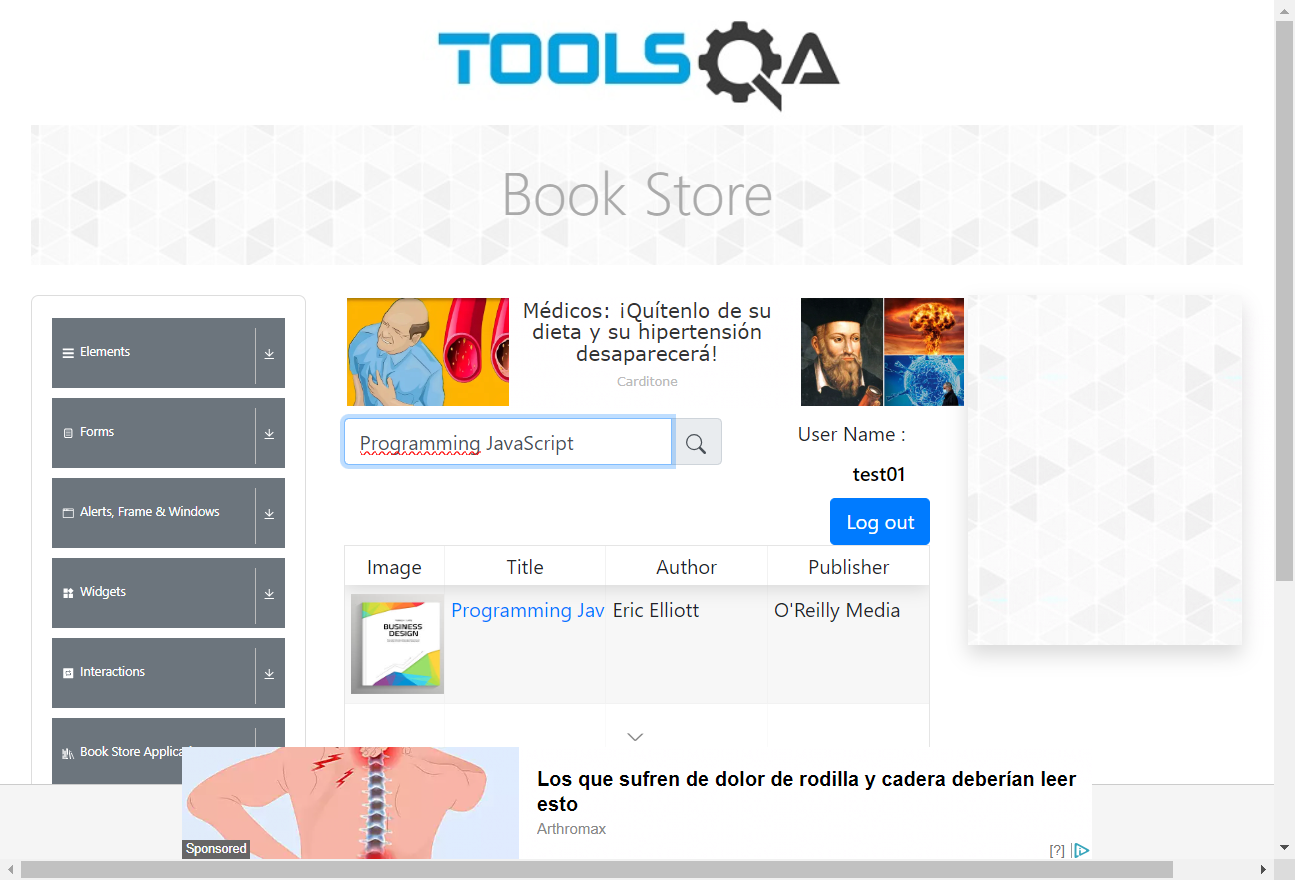 TOOLSQA
Book Store
Elements
Forms
Alerts, Frame & Windows
Widgets
Interactions
Book Store Applica
Médicos: ¡Quítenlo de su
dieta y su hipertensión
desaparecerá!
Carditone
Programming JavaScript
User Name :
test01
Log out
Image Title Author Publisher
BUSINESS
DESIGN
Programming Jav Eric Elliott O'Reilly Media
Los que sufren de dolor de rodilla y cadera deberían leer
esto
Arthromax
Sponsored
[?]